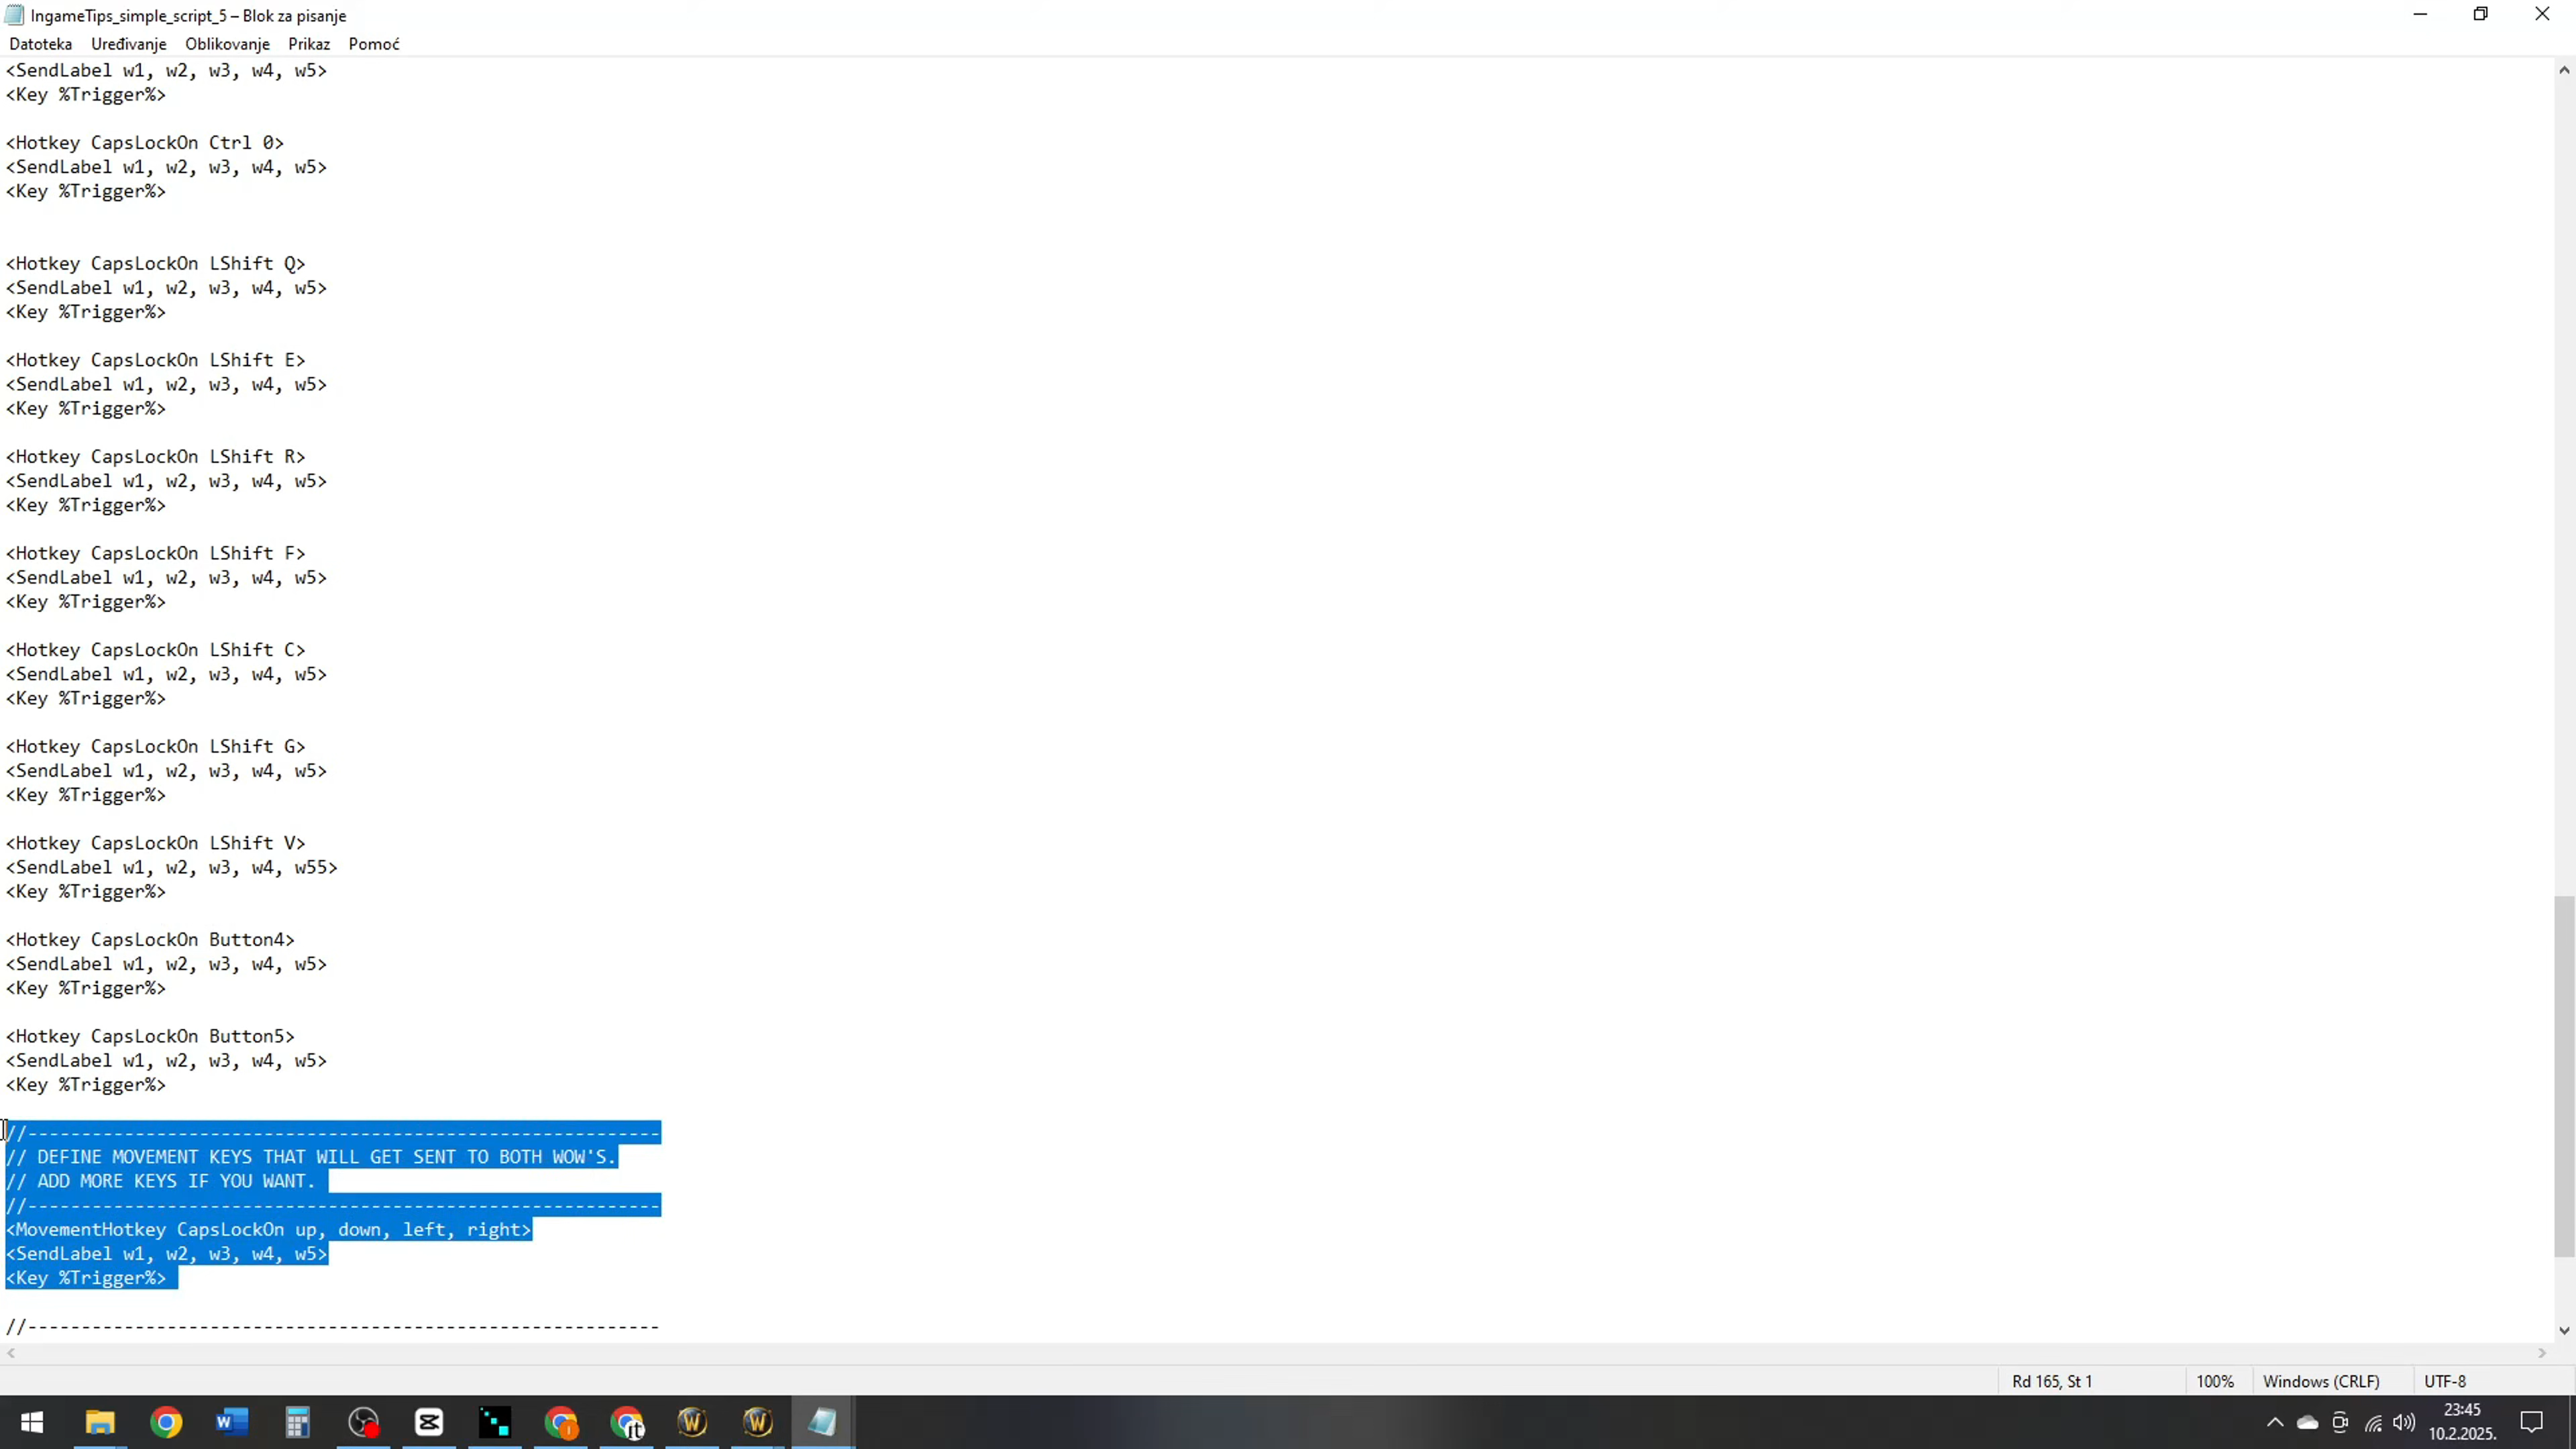 IngameTips_simple_script_5 – Blok za pisanje
Datoteka Uređivanje Oblikovanje Prikaz Pomoć
<SendLabel w1, w2, w3, w4, w5>
<Key %Trigger%>
<Hotkey CapsLockOn Ctrl 0>
<SendLabel w1, w2, w3, w4, w5>
<Key %Trigger%>
<Hotkey CapsLockOn LShift Q>
<SendLabel w1, w2, w3, w4, w5>
<Key %Trigger%>
<Hotkey CapsLockOn LShift E>
<SendLabel w1, w2, w3, w4, w5>
<Key %Trigger%>
<Hotkey CapsLockOn LShift R>
<SendLabel w1, w2, w3, w4, w5>
<Key %Trigger%>
<Hotkey CapsLockOn LShift F>
<SendLabel w1, w2, w3, w4, w5>
<Key %Trigger%>
<Hotkey CapsLockOn LShift C>
<SendLabel w1, w2, w3, w4, w5>
<Key %Trigger%>
<Hotkey CapsLockOn LShift G>
<SendLabel w1, w2, w3, w4, w5>
<Key %Trigger%>
<Hotkey CapsLockOn LShift V>
<SendLabel w1, w2, w3, w4, w55>
<Key %Trigger%>
<Hotkey CapsLockOn Button4>
<SendLabel w1, w2, w3, w4, w5>
<Key %Trigger%>
<Hotkey CapsLockOn Button5>
<SendLabel w1, w2, w3, w4, w5>
<Key %Trigger%>
//-----------------------------------------------------------
// DEFINE MOVEMENT KEYS THAT WILL GET SENT TO BOTH WOW'S.
// ADD MORE KEYS IF YOU WANT.
//-----------------------------------------------------------
<MovementHotkey CapsLockOn up, down, left, right>
<SendLabel w1, w2, w3, w4, w5>
<Key %Trigger%>
//-----------------------------------------------------------
Rd 165, St 1 100% Windows (CRLF) UTF-8
23:45
10.2.2025.